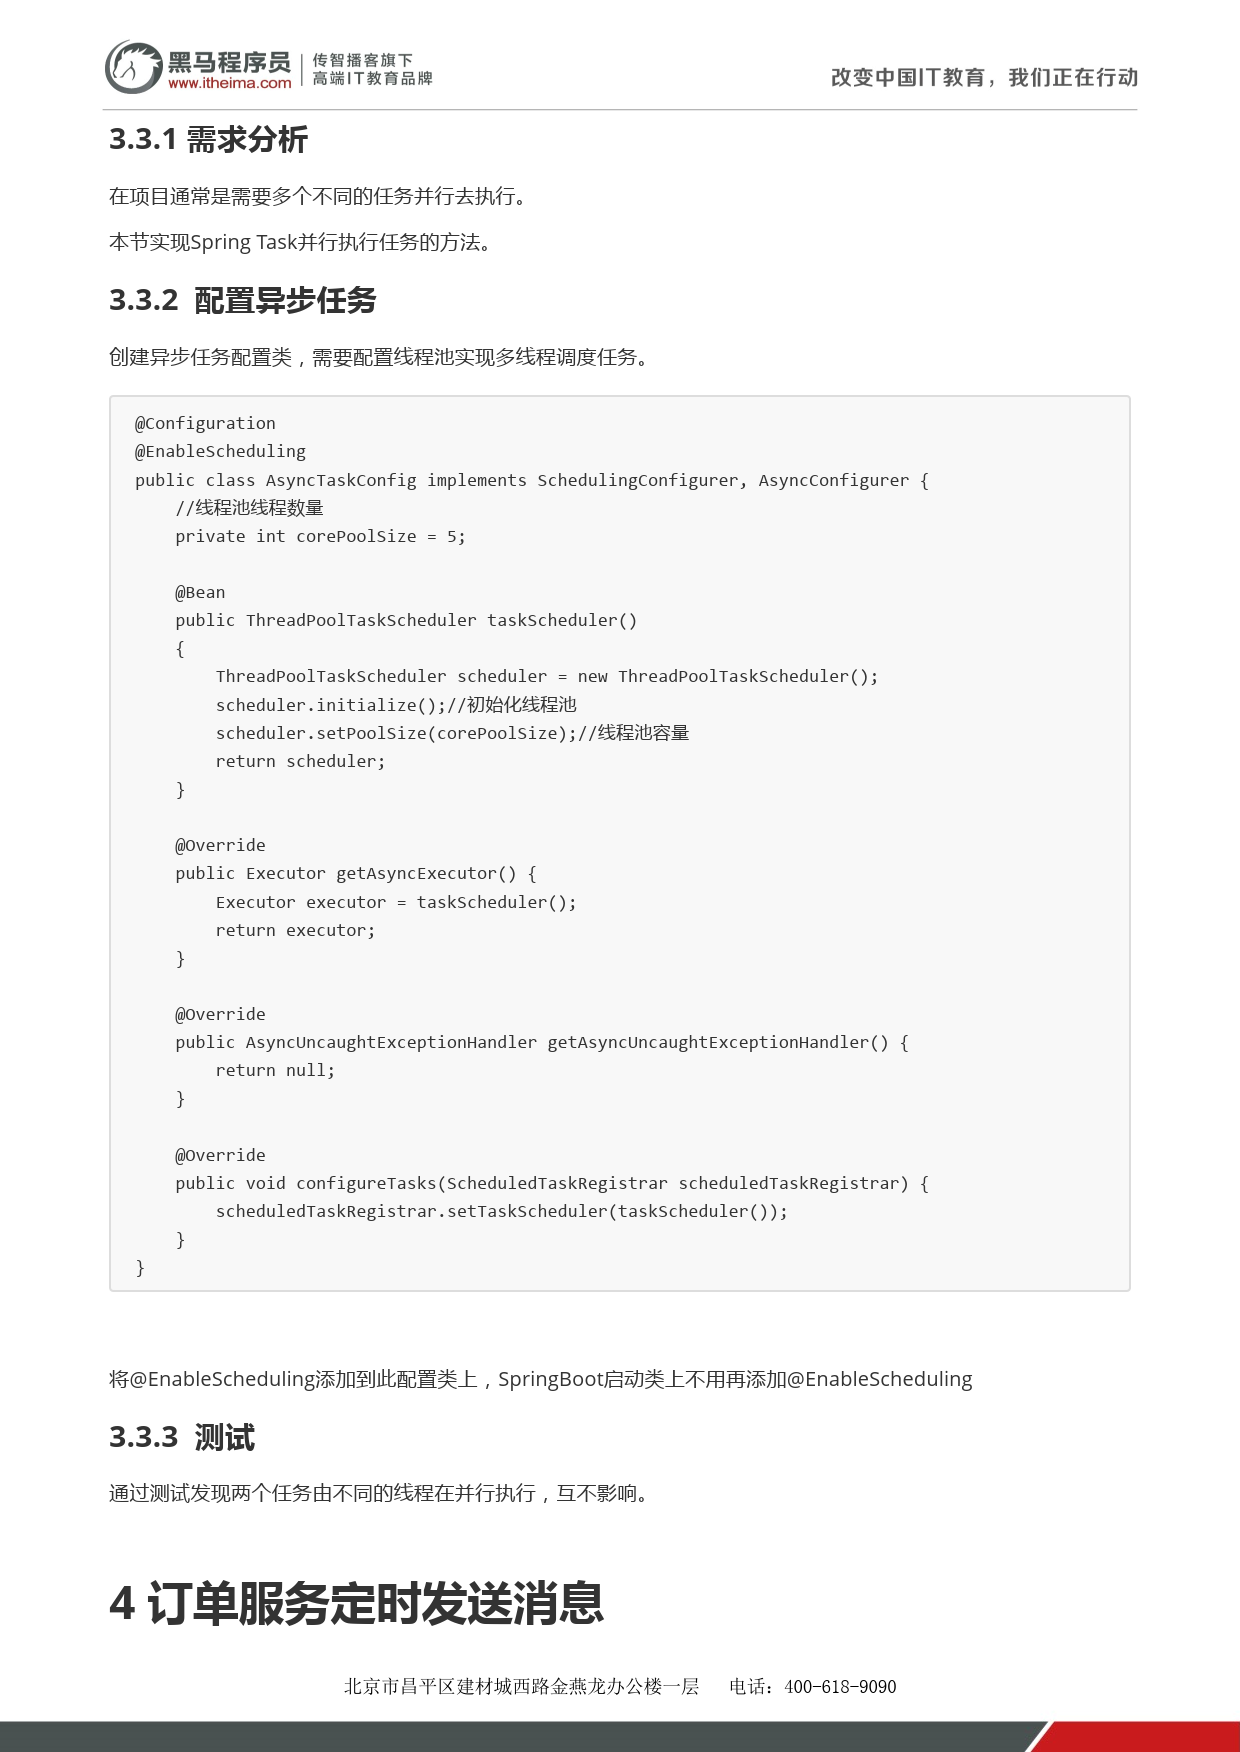 黑马程序员
www.itheima.com
传智播客旗下
高端IT教育品牌
改变中国IT教育，我们正在行动
3.3.1 需求分析
在项目通常是需要多个不同的任务并行去执行。
本节实现Spring Task并行执行任务的方法。
3.3.2  配置异步任务
创建异步任务配置类，需要配置线程池实现多线程调度任务。
@Configuration
@EnableScheduling
public class AsyncTaskConfig implements SchedulingConfigurer, AsyncConfigurer {
    //线程池线程数量
    private int corePoolSize = 5;

    @Bean
    public ThreadPoolTaskScheduler taskScheduler()
    {
        ThreadPoolTaskScheduler scheduler = new ThreadPoolTaskScheduler();
        scheduler.initialize();//初始化线程池
        scheduler.setPoolSize(corePoolSize);//线程池容量
        return scheduler;
    }

    @Override
    public Executor getAsyncExecutor() {
        Executor executor = taskScheduler();
        return executor;
    }

    @Override
    public AsyncUncaughtExceptionHandler getAsyncUncaughtExceptionHandler() {
        return null;
    }

    @Override
    public void configureTasks(ScheduledTaskRegistrar scheduledTaskRegistrar) {
        scheduledTaskRegistrar.setTaskScheduler(taskScheduler());
    }
}
将@EnableScheduling添加到此配置类上，SpringBoot启动类上不用再添加@EnableScheduling
3.3.3  测试
通过测试发现两个任务由不同的线程在并行执行，互不影响。
4 订单服务定时发送消息
北京市昌平区建材城西路金燕龙办公楼一层　电话：400-618-9090